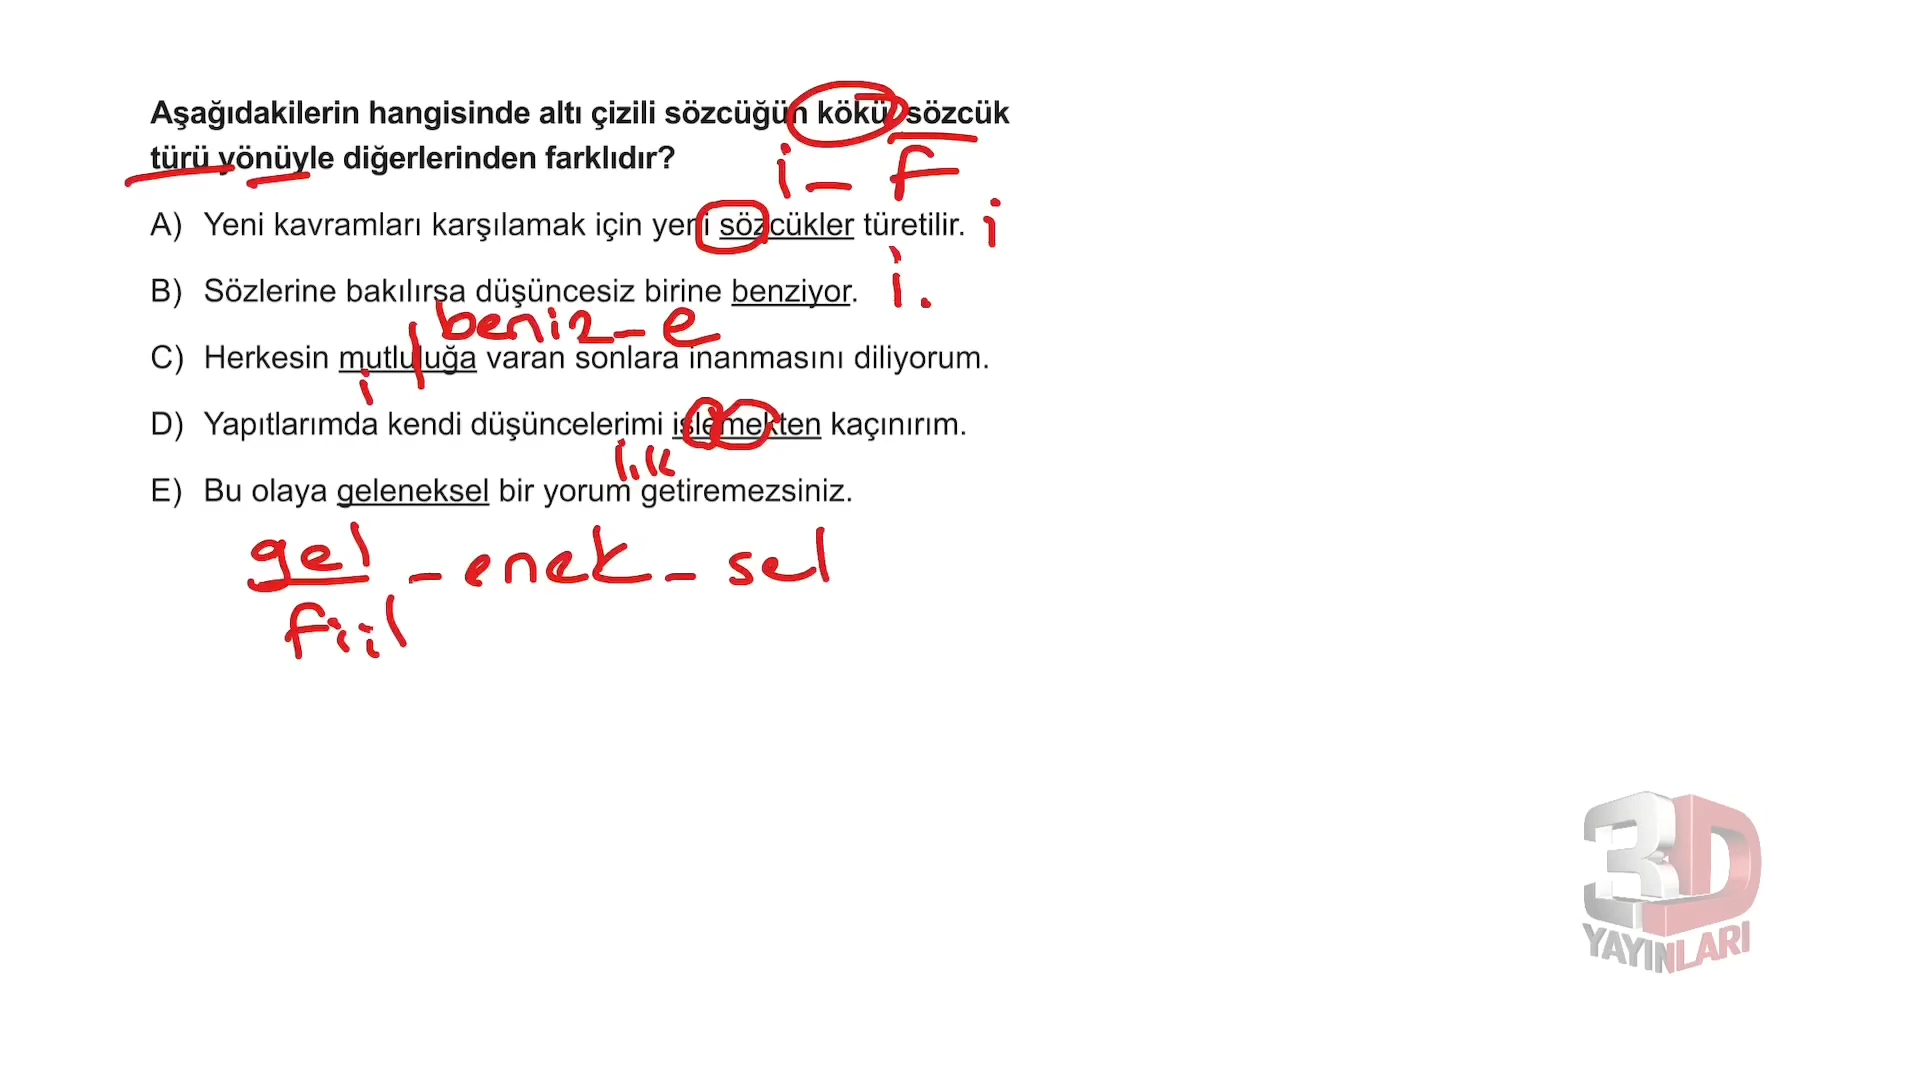 Aşağıdakilerin hangisinde altı çizili sözcüğün kökü, sözcük
türü yönüyle diğerlerinden farklıdır?
i - f
A) Yeni kavramları karşılamak için yeni sözcükler türetilir. i
B) Sözlerine bakılırsa düşüncesiz birine benziyor. i.
beniz - e
C) Herkesin mutluluğa varan sonlara inanmasını diliyorum.
i
D) Yapıtlarımda kendi düşüncelerimi işlemekten kaçınırım.
E) Bu olaya geleneksel bir yorum getiremezsiniz.
gel - enek - sel
fiil
3D
YAYINLARI